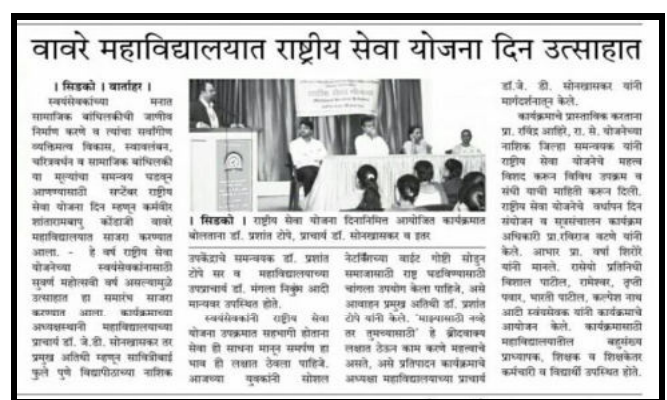 वावरे महाविद्यालयात राष्ट्रीय सेवा योजना दिन उत्साहात
। सिडको । वार्ताहर ।
स्वयंसेवकांच्या मनात
सामाजिक बांधिलकीची जाणीव
निर्माण करणे व त्यांचा सर्वांगीण
व्यक्तिमत्व विकास, स्वावलंबन,
चरित्रवर्धन व सामाजिक बांधिलकी
या मूल्यांचा समन्वय घडवून
आणण्यासाठी सप्टेंबर राष्ट्रीय
सेवा योजना दिन म्हणून कर्मवीर
शांतारामबापु कोंडाजी वावरे
महाविद्यालयात साजरा करण्यात
आला. - हे वर्ष राष्ट्रीय सेवा
योजनेच्या स्वयंसेवकांनासाठी
सुवर्ण महोत्सवी वर्ष असल्यामुळे
उत्साहात हा समारंभ साजरा
करण्यात आला. कार्यक्रमाच्या
अध्यक्षस्थानी महाविद्यालयाच्या
प्राचार्य डॉ. जे.डी. सोनखासकर तर
प्रमुख अतिथी म्हणून सावित्रीबाई
फुले पुणे विद्यापीठाच्या नाशिक
। सिडको । राष्ट्रीय सेवा योजना दिनानिमित्त आयोजित कार्यक्रमात
बोलताना डॉ. प्रशांत टोपे, प्राचार्य डॉ. सोनखासकर व इतर
उपकेंद्राचे समन्वयक डॉ. प्रशांत
टोपे सर व महाविद्यालयाच्या
उपप्राचार्य डॉ. मंगला निकुंभ आदी
मान्यवर उपस्थित होते.
स्वयंसेवकांनी राष्ट्रीय सेवा
योजना उपक्रमात सहभागी होताना
सेवा ही साधना मानून समर्पण हा
भाव ही लक्षात ठेवला पाहिजे.
आजच्या युवकांनी सोशल
नेटर्किंगच्या वाईट गोष्टी सोडुन
समाजासाठी राष्ट्र घडविण्यासाठी
चांगला उपयोग केला पाहिजे, असे
आवाहन प्रमुख अतिथी डॉ. प्रशांत
टोपे यांनी केले. 'माझ्यासाठी नव्हे
तर तुमच्यासाठी' हे ब्रीदवाक्य
लक्षात ठेऊन काम करणे महत्वाचे
असते, असे प्रतिपादन कार्यक्रमाचे
अध्यक्षा महाविद्यालयाच्या प्राचार्य
डॉ.जे. डी. सोनखासकर यांनी
मार्गदर्शनातून केले.
कार्यक्रमाचे प्रास्ताविक करताना
प्रा. रविंद्र आहिरे, रा. से. योजनेच्या
नाशिक जिल्हा समन्वयक यांनी
राष्ट्रीय सेवा योजनेचे महत्व
विशद करून विविध उपक्रम व
संधी याची माहिती करून दिली.
राष्ट्रीय सेवा योजनेचे वर्धापन दिन
संयोजन व सूत्रसंचालन कार्यक्रम
अधिकारी प्रा.रविराज वटणे यांनी
केले. आभार प्रा. वर्षा शिरोरे
यांनी मानले. रासेयो प्रतिनिधी
विशाल पाटील, रामेश्वर, तृप्ती
पवार, भारती पाटील, कल्पेश नाथ
आदी स्वंयसेवक यांनी कार्यक्रमाचे
आयोजन केले. कार्यक्रमासाठी
महाविद्यालयातील बहुसंख्य
प्राध्यापक, शिक्षक व शिक्षकेतर
कर्मचारी व विद्यार्थी उपस्थित होते.